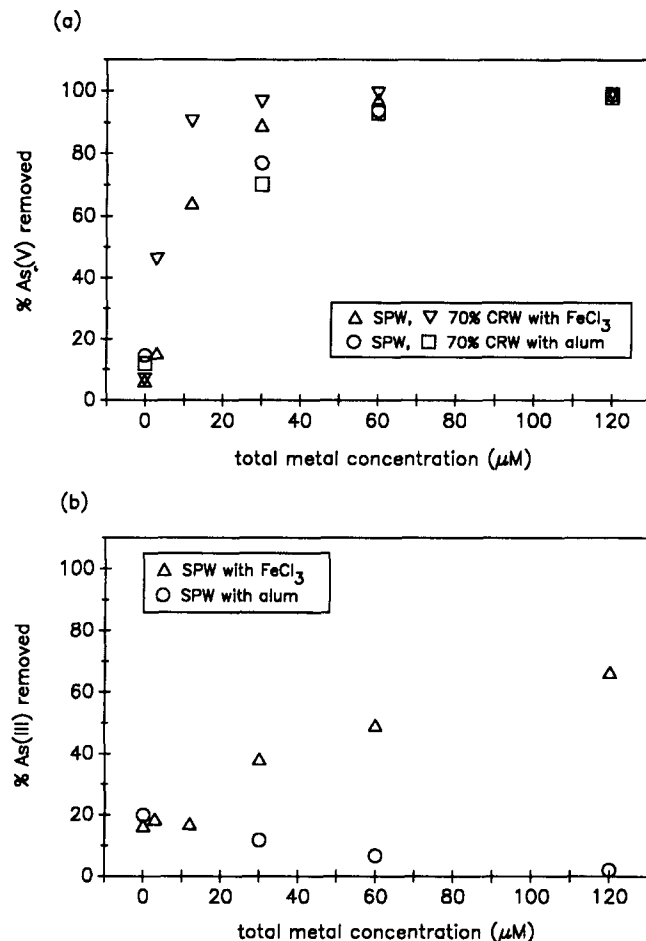 (a)
100
80
60
40
20
0
% As(V) removed
△ SPW, ▽ 70% CRW with FeCl3
○ SPW, □ 70% CRW with alum
0 20 40 60 80 100 120
total metal concentration (μM)
(b)
100
80
60
40
20
0
% As(III) removed
△ SPW with FeCl3
○ SPW with alum
0 20 40 60 80 100 120
total metal concentration (μM)